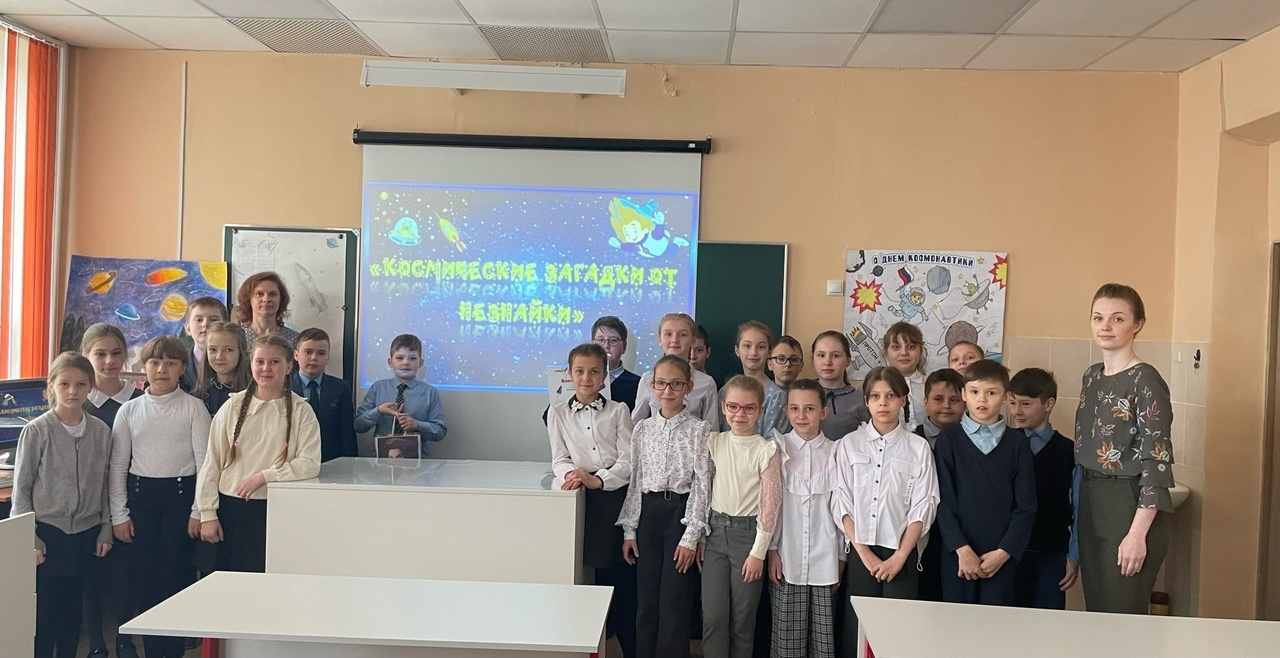 «КОСМИЧЕСКИЕ ЗАГАДКИ ОТ
НЕЗНАЙКИ»
О ДНЕМ КОСМОНАВТИКИ